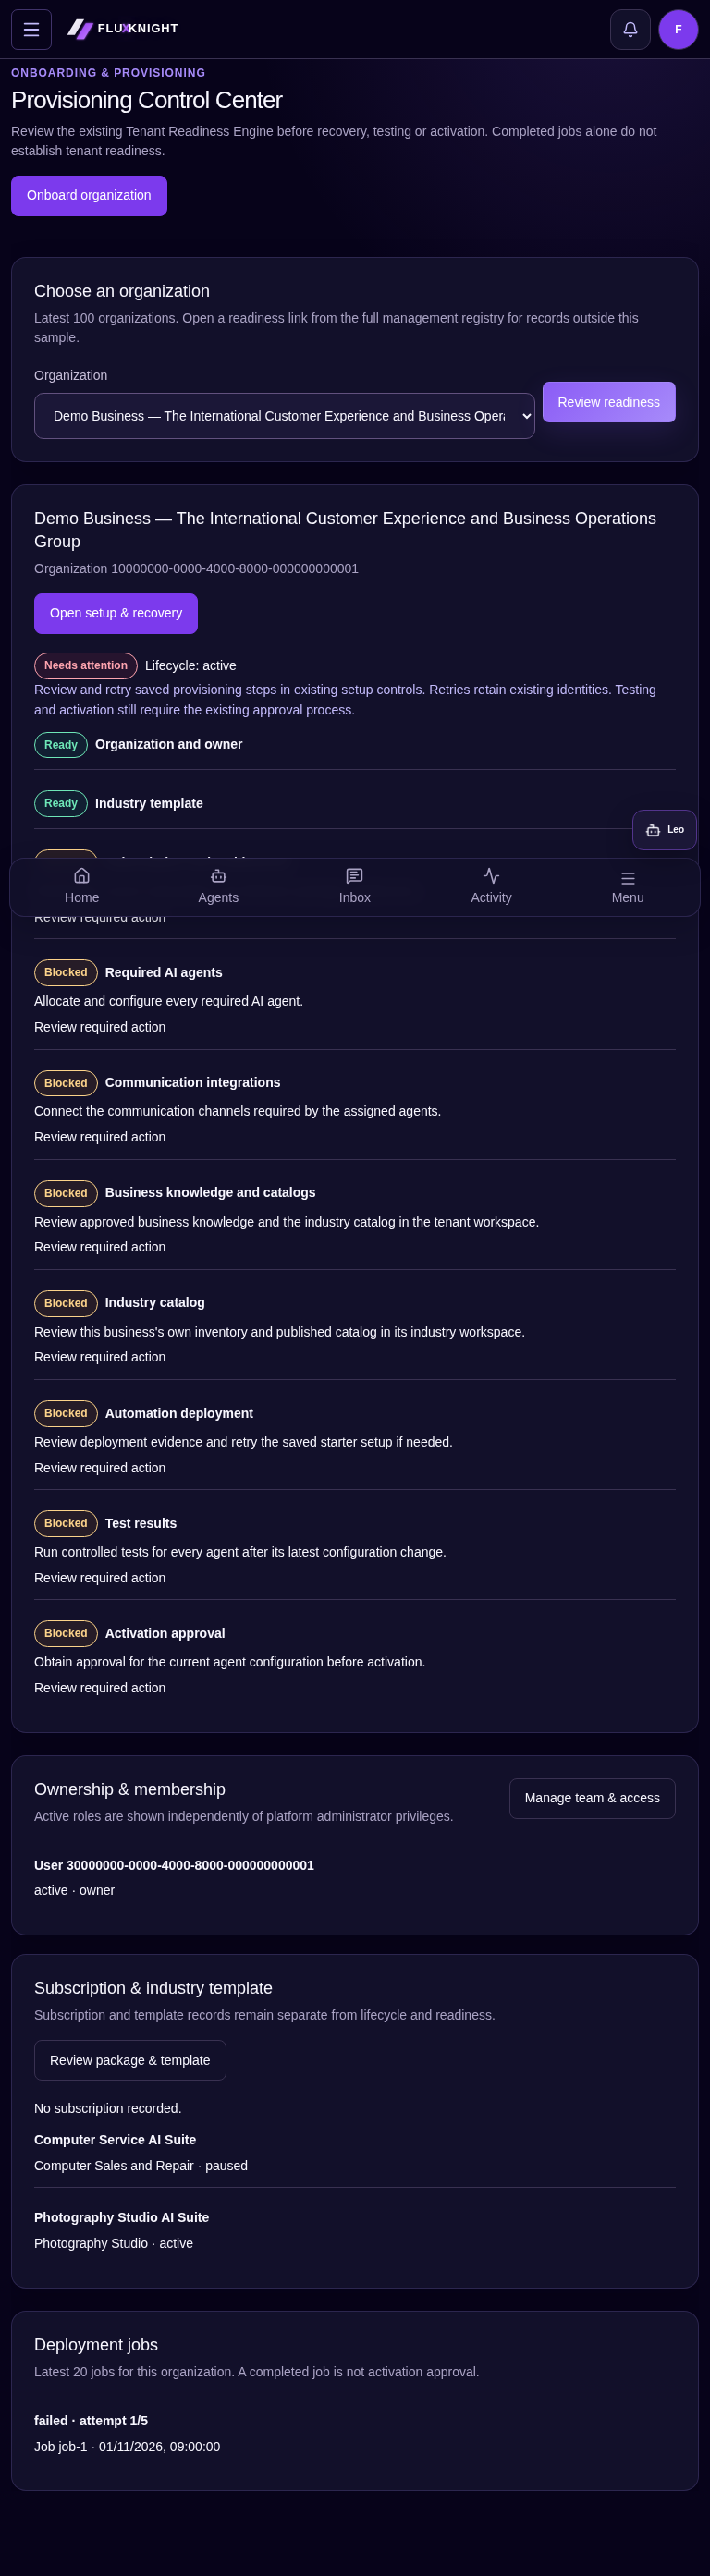 FLUXKNIGHT
F
ONBOARDING & PROVISIONING
Provisioning Control Center
Review the existing Tenant Readiness Engine before recovery, testing or activation. Completed jobs alone do not
establish tenant readiness.
Onboard organization
Choose an organization
Latest 100 organizations. Open a readiness link from the full management registry for records outside this
sample.
Organization
Demo Business — The International Customer Experience and Business Opera
Review readiness
Demo Business — The International Customer Experience and Business Operations
Group
Organization 10000000-0000-4000-8000-000000000001
Open setup & recovery
Needs attention Lifecycle: active
Review and retry saved provisioning steps in existing setup controls. Retries retain existing identities. Testing
and activation still require the existing approval process.
Ready Organization and owner
Ready Industry template
Leo
Home Agents Inbox Activity Menu
Review required action
Blocked Required AI agents
Allocate and configure every required AI agent.
Review required action
Blocked Communication integrations
Connect the communication channels required by the assigned agents.
Review required action
Blocked Business knowledge and catalogs
Review approved business knowledge and the industry catalog in the tenant workspace.
Review required action
Blocked Industry catalog
Review this business's own inventory and published catalog in its industry workspace.
Review required action
Blocked Automation deployment
Review deployment evidence and retry the saved starter setup if needed.
Review required action
Blocked Test results
Run controlled tests for every agent after its latest configuration change.
Review required action
Blocked Activation approval
Obtain approval for the current agent configuration before activation.
Review required action
Ownership & membership
Manage team & access
Active roles are shown independently of platform administrator privileges.
User 30000000-0000-4000-8000-000000000001
active · owner
Subscription & industry template
Subscription and template records remain separate from lifecycle and readiness.
Review package & template
No subscription recorded.
Computer Service AI Suite
Computer Sales and Repair · paused
Photography Studio AI Suite
Photography Studio · active
Deployment jobs
Latest 20 jobs for this organization. A completed job is not activation approval.
failed · attempt 1/5
Job job-1 · 01/11/2026, 09:00:00